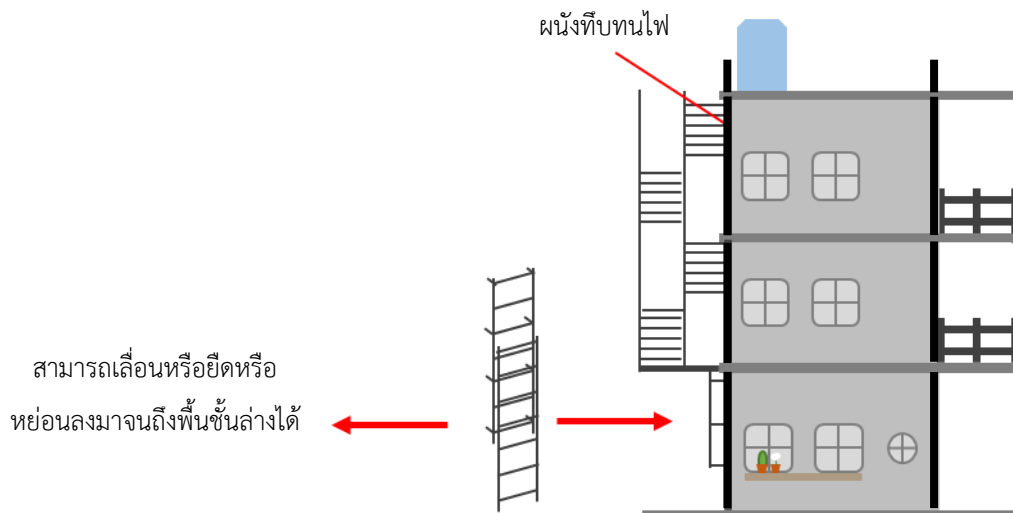 ผนังทึบทนไฟ
สามารถเลื่อนหรือยืดหรือ
หย่อนลงมาจนถึงพื้นชั้นล่างได้